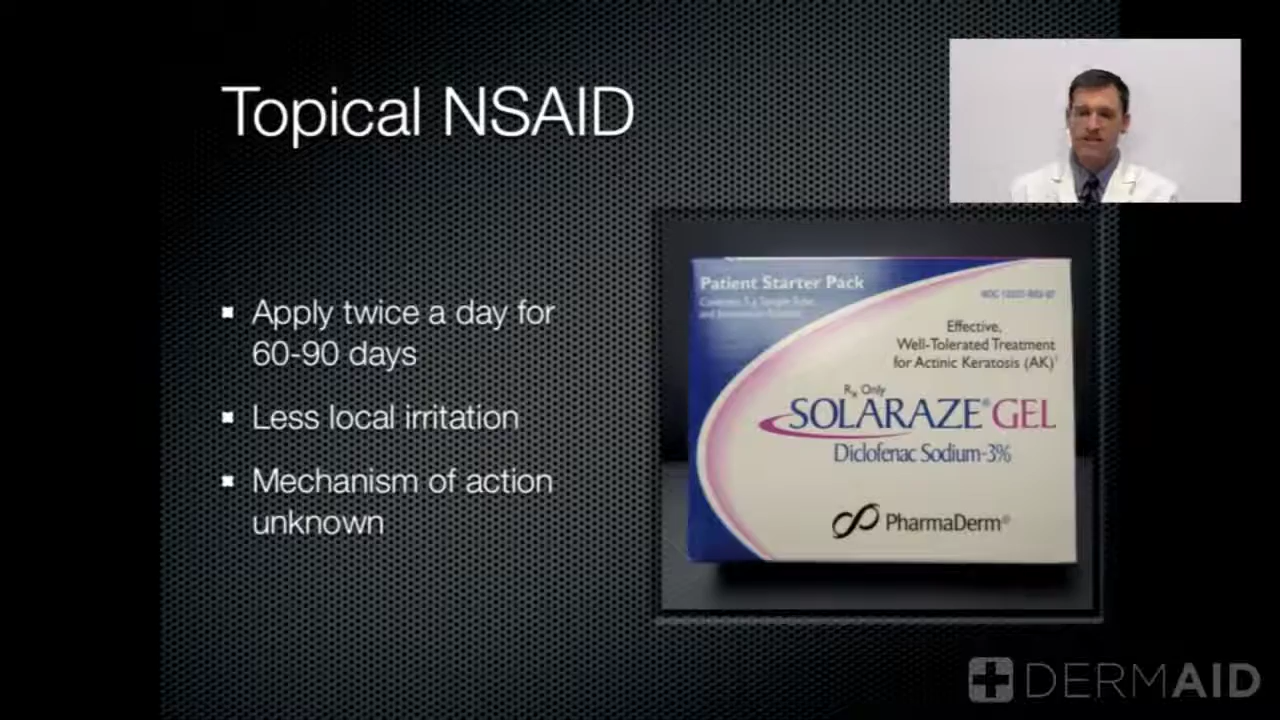 Topical NSAID
Apply twice a day for
60-90 days
Less local irritation
Mechanism of action
unknown
Patient Starter Pack
Effective,
Well-Tolerated Treatment
for Actinic Keratosis (AK)
Rx Only
SOLARAZE® GEL
Diclofenac Sodium-3%
PharmaDerm®
DERMAID